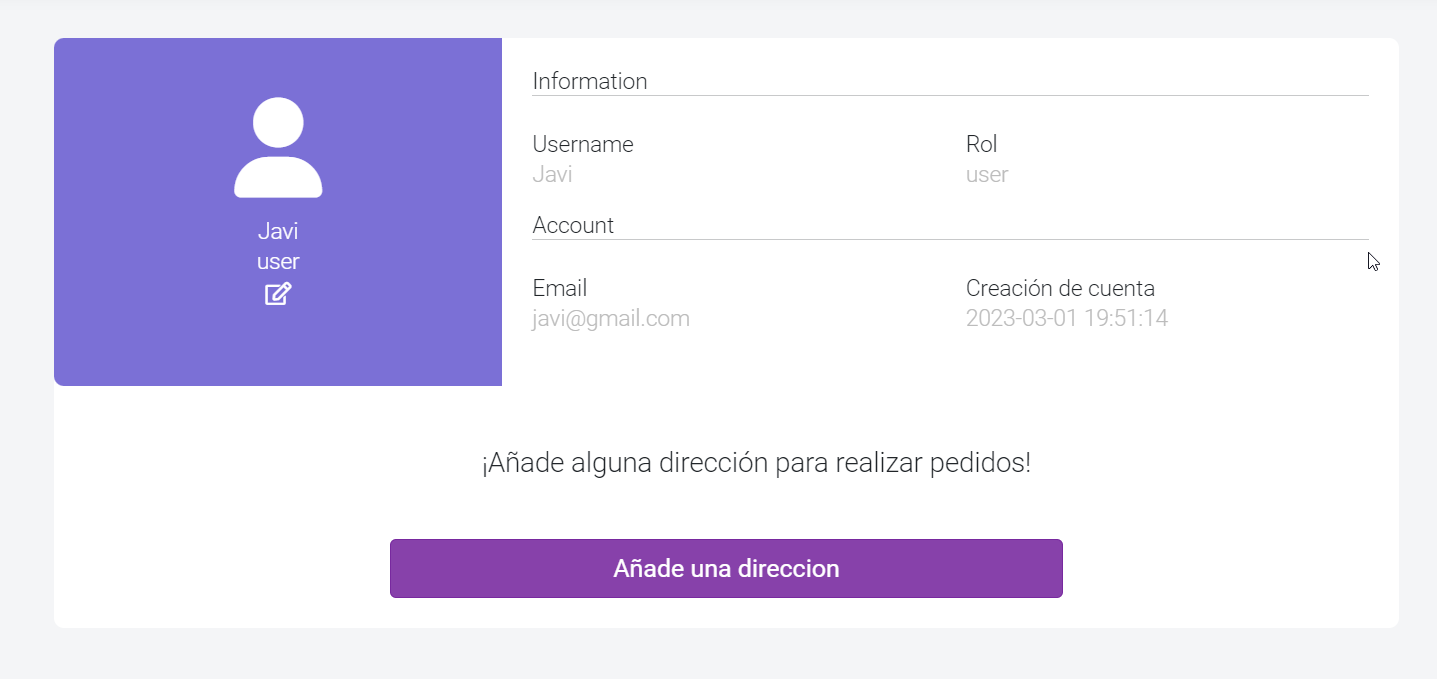 Javi
user
Information
Username
Javi
Rol
user
Account
Email
javi@gmail.com
Creación de cuenta
2023-03-01 19:51:14
¡Añade alguna dirección para realizar pedidos!
Añade una direccion